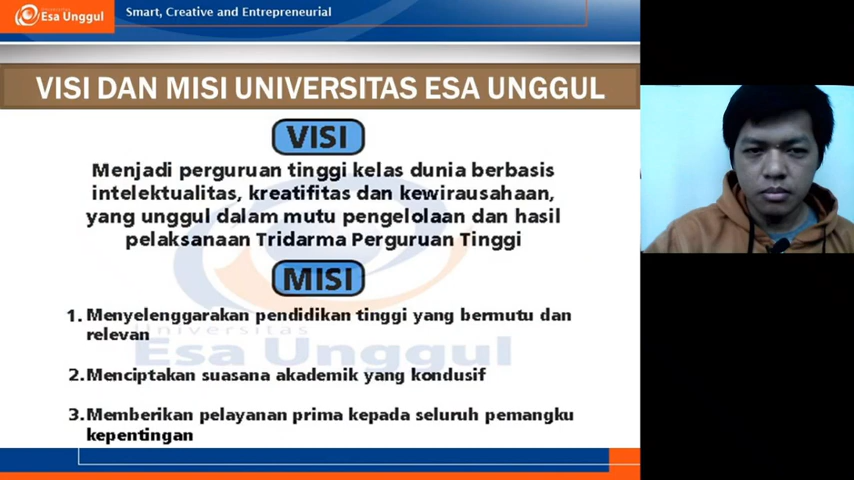 Esa Unggul
Smart, Creative and Entrepreneurial
VISI DAN MISI UNIVERSITAS ESA UNGGUL
VISI
Menjadi perguruan tinggi kelas dunia berbasis
intelektualitas, kreatifitas dan kewirausahaan,
yang unggul dalam mutu pengelolaan dan hasil
pelaksanaan Tridarma Perguruan Tinggi
MISI
1. Menyelenggarakan pendidikan tinggi yang bermutu dan
relevan
Universitas
Esa Unggul
2. Menciptakan suasana akademik yang kondusif
3. Memberikan pelayanan prima kepada seluruh pemangku
kepentingan